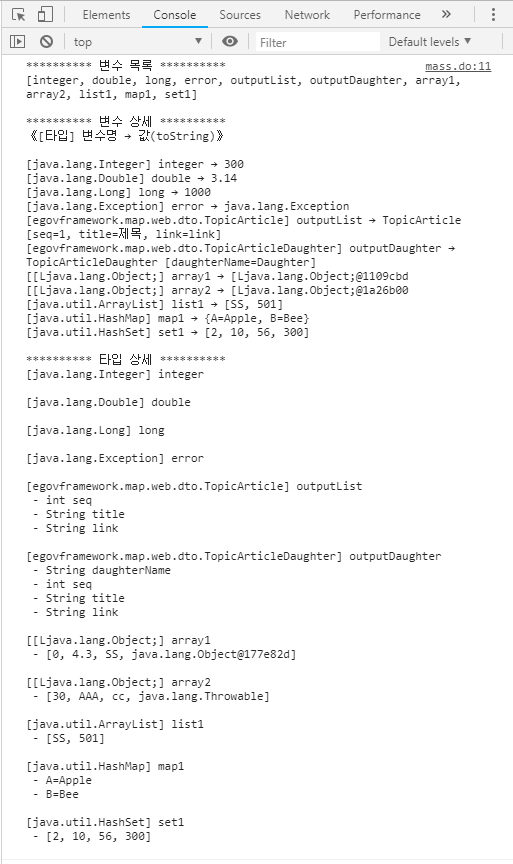 Elements Console Sources Network Performance »
top ▼ Filter Default levels ▼
********** 변수 목록 ********** mass.do:11
[integer, double, long, error, outputList, outputDaughter, array1,
array2, list1, map1, set1]
********** 변수 상세 **********
《[타입] 변수명 → 값(toString)》
[java.lang.Integer] integer → 300
[java.lang.Double] double → 3.14
[java.lang.Long] long → 1000
[java.lang.Exception] error → java.lang.Exception
[egovframework.map.web.dto.TopicArticle] outputList → TopicArticle
[seq=1, title=제목, link=link]
[egovframework.map.web.dto.TopicArticleDaughter] outputDaughter →
TopicArticleDaughter [daughterName=Daughter]
[[Ljava.lang.Object;] array1 → [Ljava.lang.Object;@1109cbd
[[Ljava.lang.Object;] array2 → [Ljava.lang.Object;@1a26b00
[java.util.ArrayList] list1 → [SS, 501]
[java.util.HashMap] map1 → {A=Apple, B=Bee}
[java.util.HashSet] set1 → [2, 10, 56, 300]
********** 타입 상세 **********
[java.lang.Integer] integer
[java.lang.Double] double
[java.lang.Long] long
[java.lang.Exception] error
[egovframework.map.web.dto.TopicArticle] outputList
- int seq
- String title
- String link
[egovframework.map.web.dto.TopicArticleDaughter] outputDaughter
- String daughterName
- int seq
- String title
- String link
[[Ljava.lang.Object;] array1
- [0, 4.3, SS, java.lang.Object@177e82d]
[[Ljava.lang.Object;] array2
- [30, AAA, cc, java.lang.Throwable]
[java.util.ArrayList] list1
- [SS, 501]
[java.util.HashMap] map1
- A=Apple
- B=Bee
[java.util.HashSet] set1
- [2, 10, 56, 300]